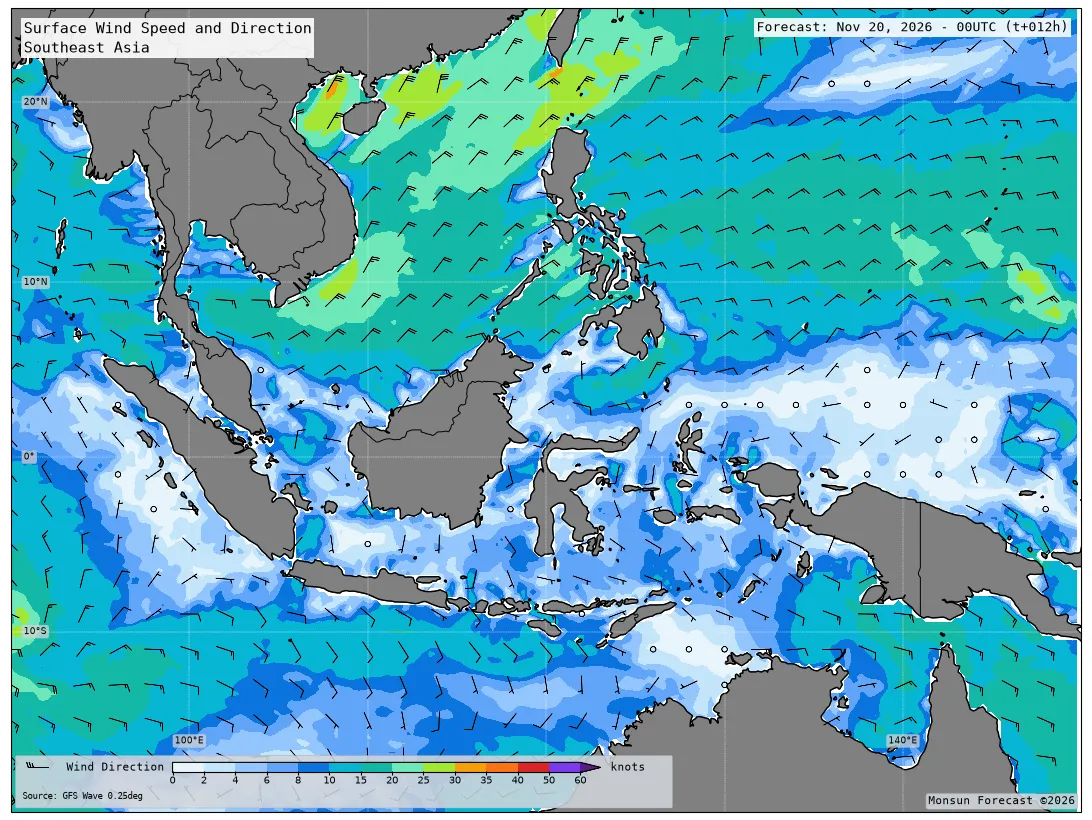 Surface Wind Speed and Direction
Southeast Asia
Forecast: Nov 20, 2026 - 00UTC (t+012h)
20°N
10°N
0°
10°S
100°E
140°E
Wind Direction
0 2 4 6 8 10 15 20 25 30 35 40 50 60
knots
Source: GFS Wave 0.25deg
Monsun Forecast ©2026